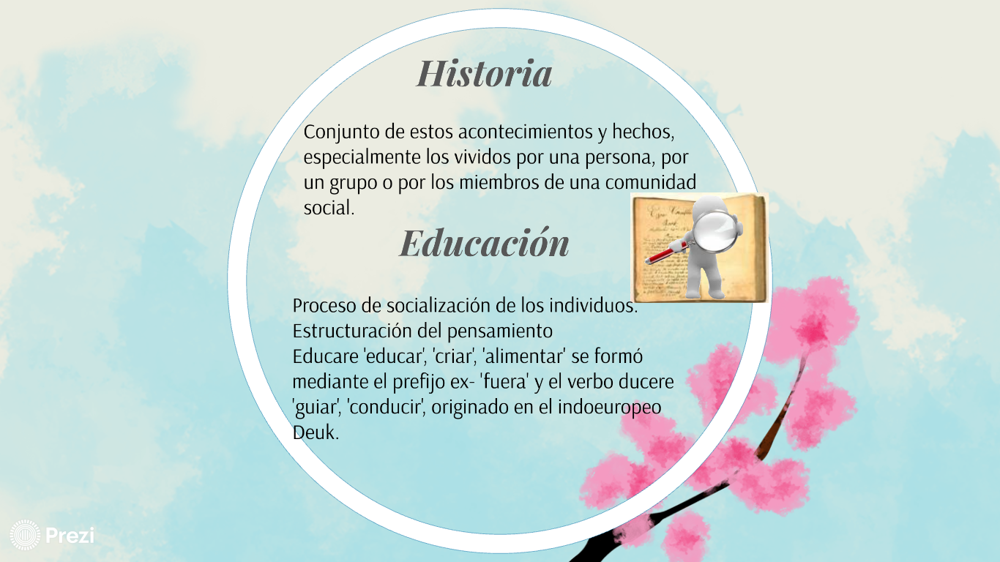 Historia
Conjunto de estos acontecimientos y hechos,
especialmente los vividos por una persona, por
un grupo o por los miembros de una comunidad
social.
Educación
Proceso de socialización de los individuos.
Estructuración del pensamiento
Educare 'educar', 'criar', 'alimentar' se formó
mediante el prefijo ex- 'fuera' y el verbo ducere
'guiar', 'conducir', originado en el indoeuropeo
Deuk.
Prezi